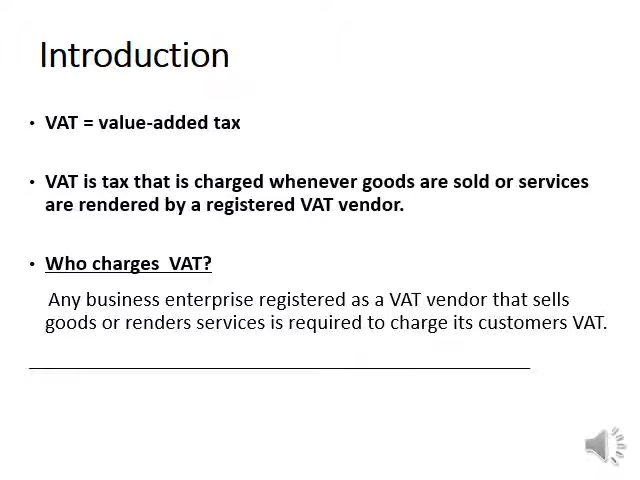 Introduction
• VAT = value-added tax
• VAT is tax that is charged whenever goods are sold or services
are rendered by a registered VAT vendor.
• Who charges VAT?
Any business enterprise registered as a VAT vendor that sells
goods or renders services is required to charge its customers VAT.